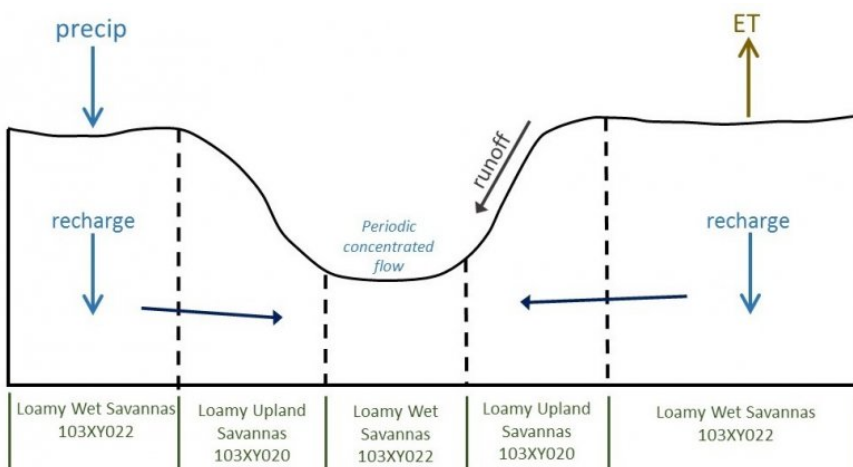 precip
ET
runoff
recharge
Periodic
concentrated
flow
recharge
Loamy Wet Savannas
103XY022
Loamy Upland
Savannas
103XY020
Loamy Wet
Savannas
103XY022
Loamy Upland
Savannas
103XY020
Loamy Wet Savannas
103XY022